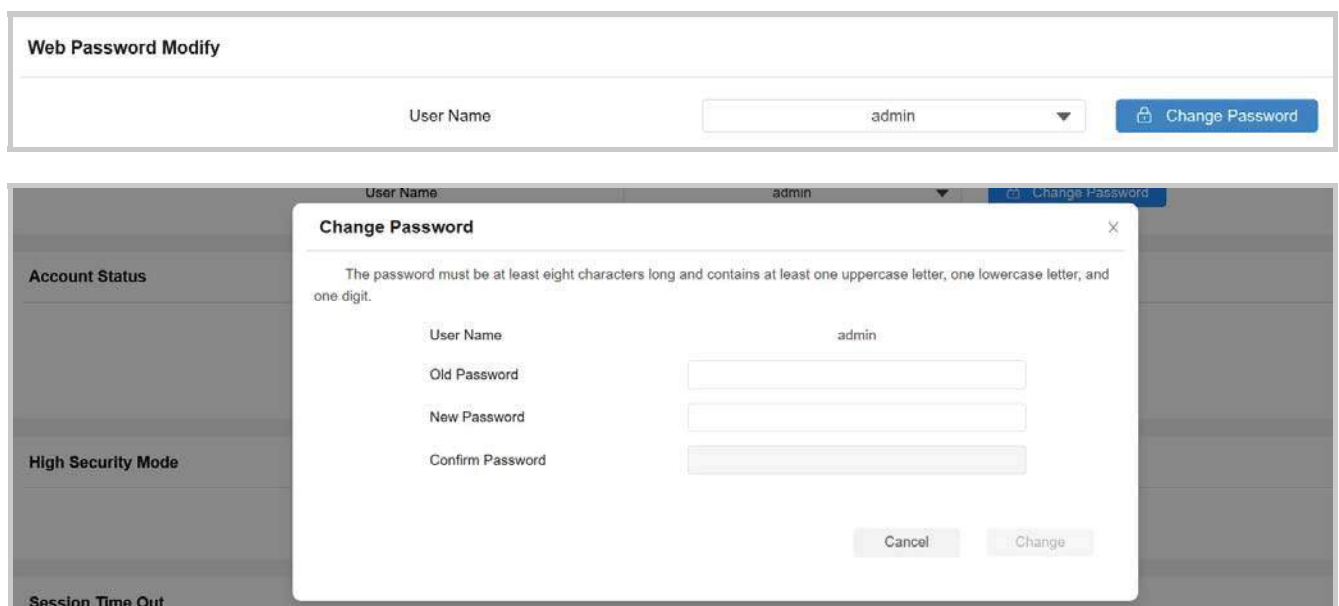 Web Password Modify
User Name admin Change Password
User Name admin Change Password
Change Password
Account Status
The password must be at least eight characters long and contains at least one uppercase letter, one lowercase letter, and
one digit.
User Name admin
Old Password
New Password
High Security Mode
Confirm Password
Cancel Change
Session Time Out